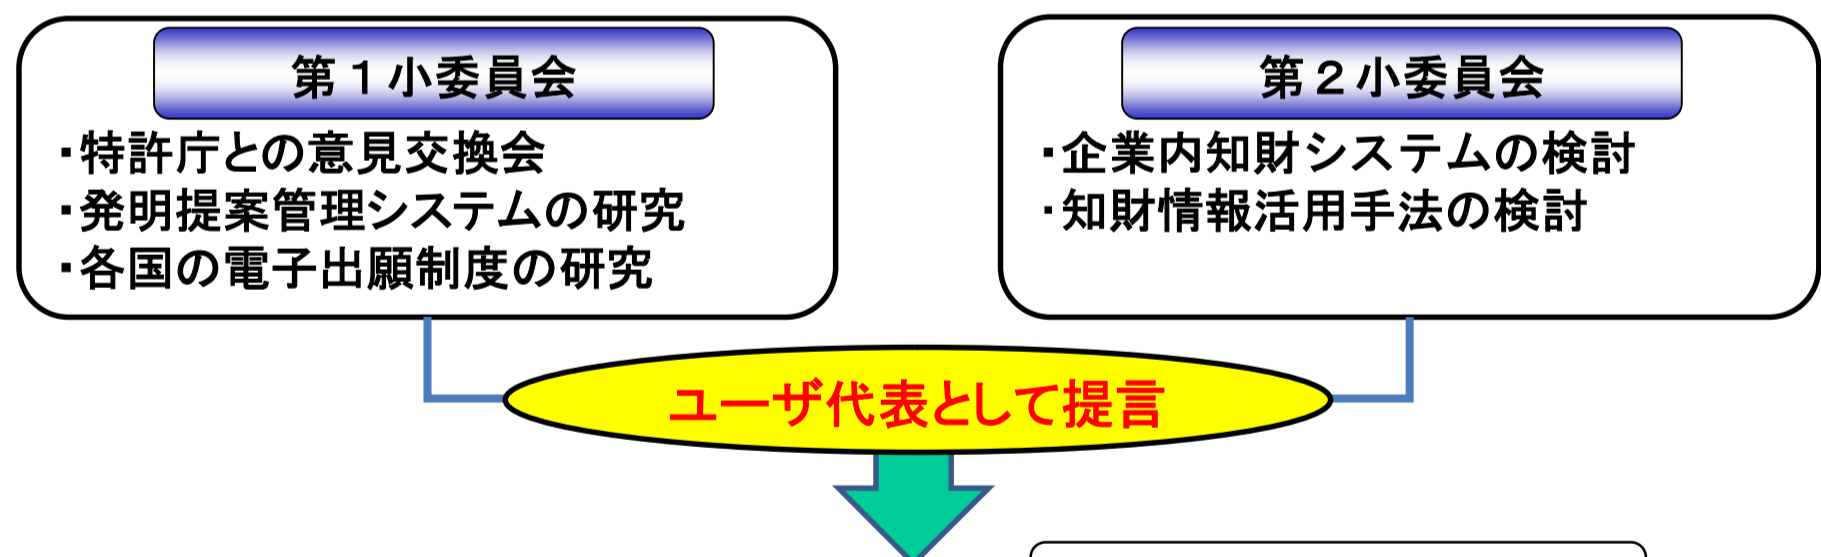 第１小委員会
・特許庁との意見交換会
・発明提案管理システムの研究
・各国の電子出願制度の研究
第２小委員会
・企業内知財システムの検討
・知財情報活用手法の検討
ユーザ代表として提言